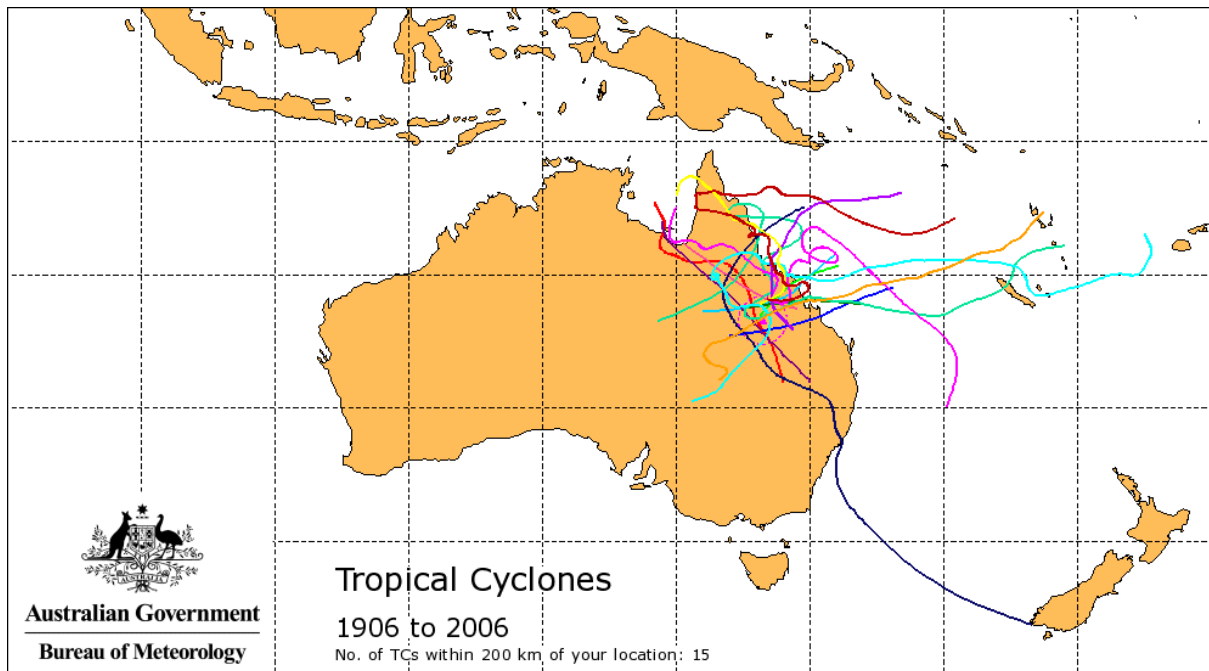 AUSTRALIA
Australian Government
Bureau of Meteorology
Tropical Cyclones
1906 to 2006
No. of TCs within 200 km of your location: 15